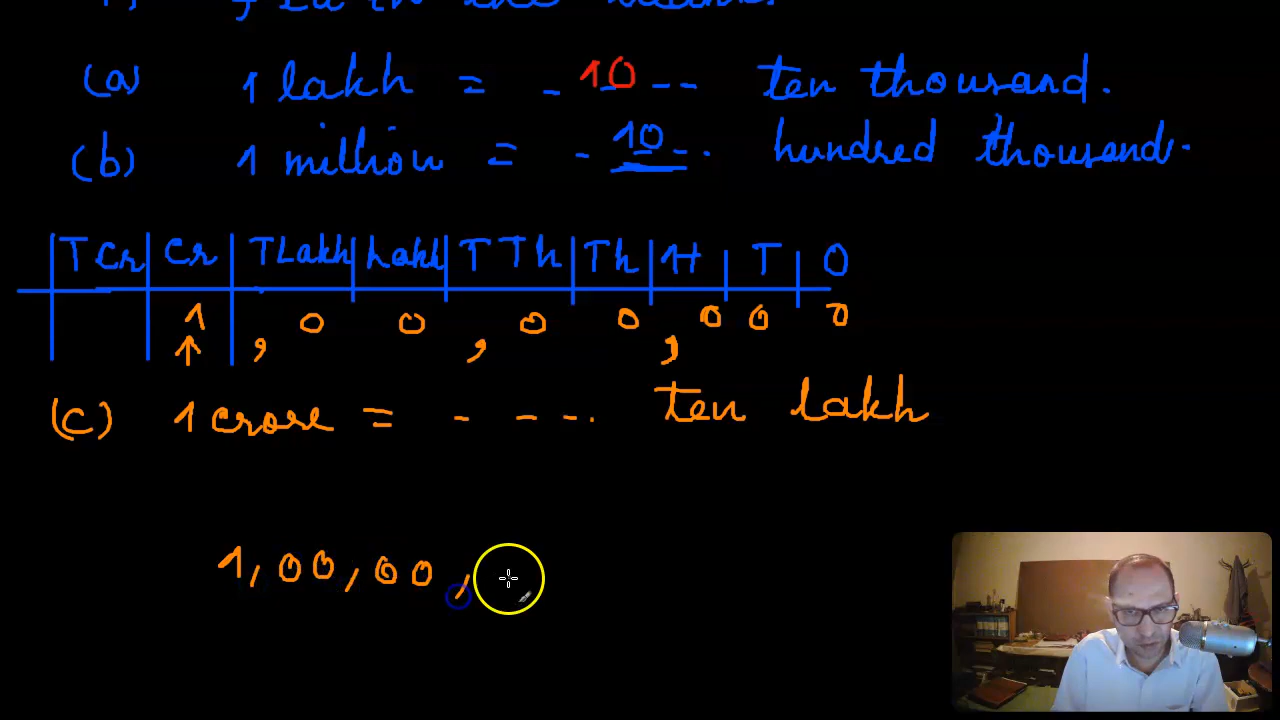 (a) 1 lakh = - 10 - - ten thousand.
(b) 1 million = - 10 - . hundred thousand.
T Cr | Cr | T Lakh | Lakh | T Th | Th | H | T | O
1 , 0 0 , 0 0 , 0 0 0
(c) 1 crore = - - - . ten lakh
1,00,00,